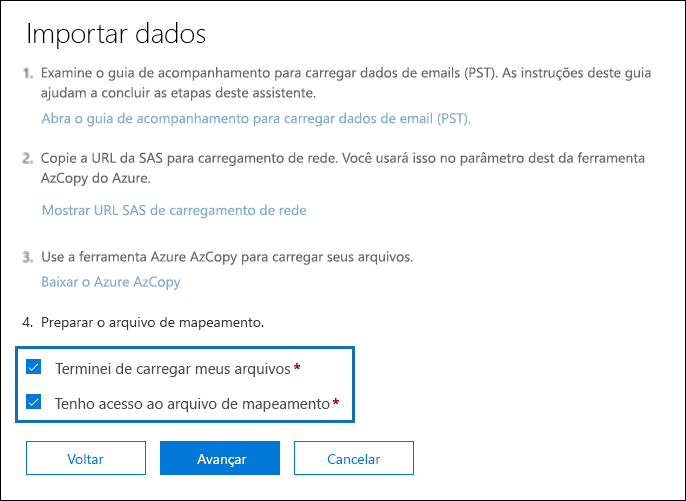 Importar dados
1. Examine o guia de acompanhamento para carregar dados de emails (PST). As instruções deste guia
ajudam a concluir as etapas deste assistente.
Abra o guia de acompanhamento para carregar dados de email (PST).
2. Copie a URL da SAS para carregamento de rede. Você usará isso no parâmetro dest da ferramenta
AzCopy do Azure.
Mostrar URL SAS de carregamento de rede
3. Use a ferramenta Azure AzCopy para carregar seus arquivos.
Baixar o Azure AzCopy
4. Preparar o arquivo de mapeamento.
Terminei de carregar meus arquivos *
Tenho acesso ao arquivo de mapeamento *
Voltar Avançar Cancelar